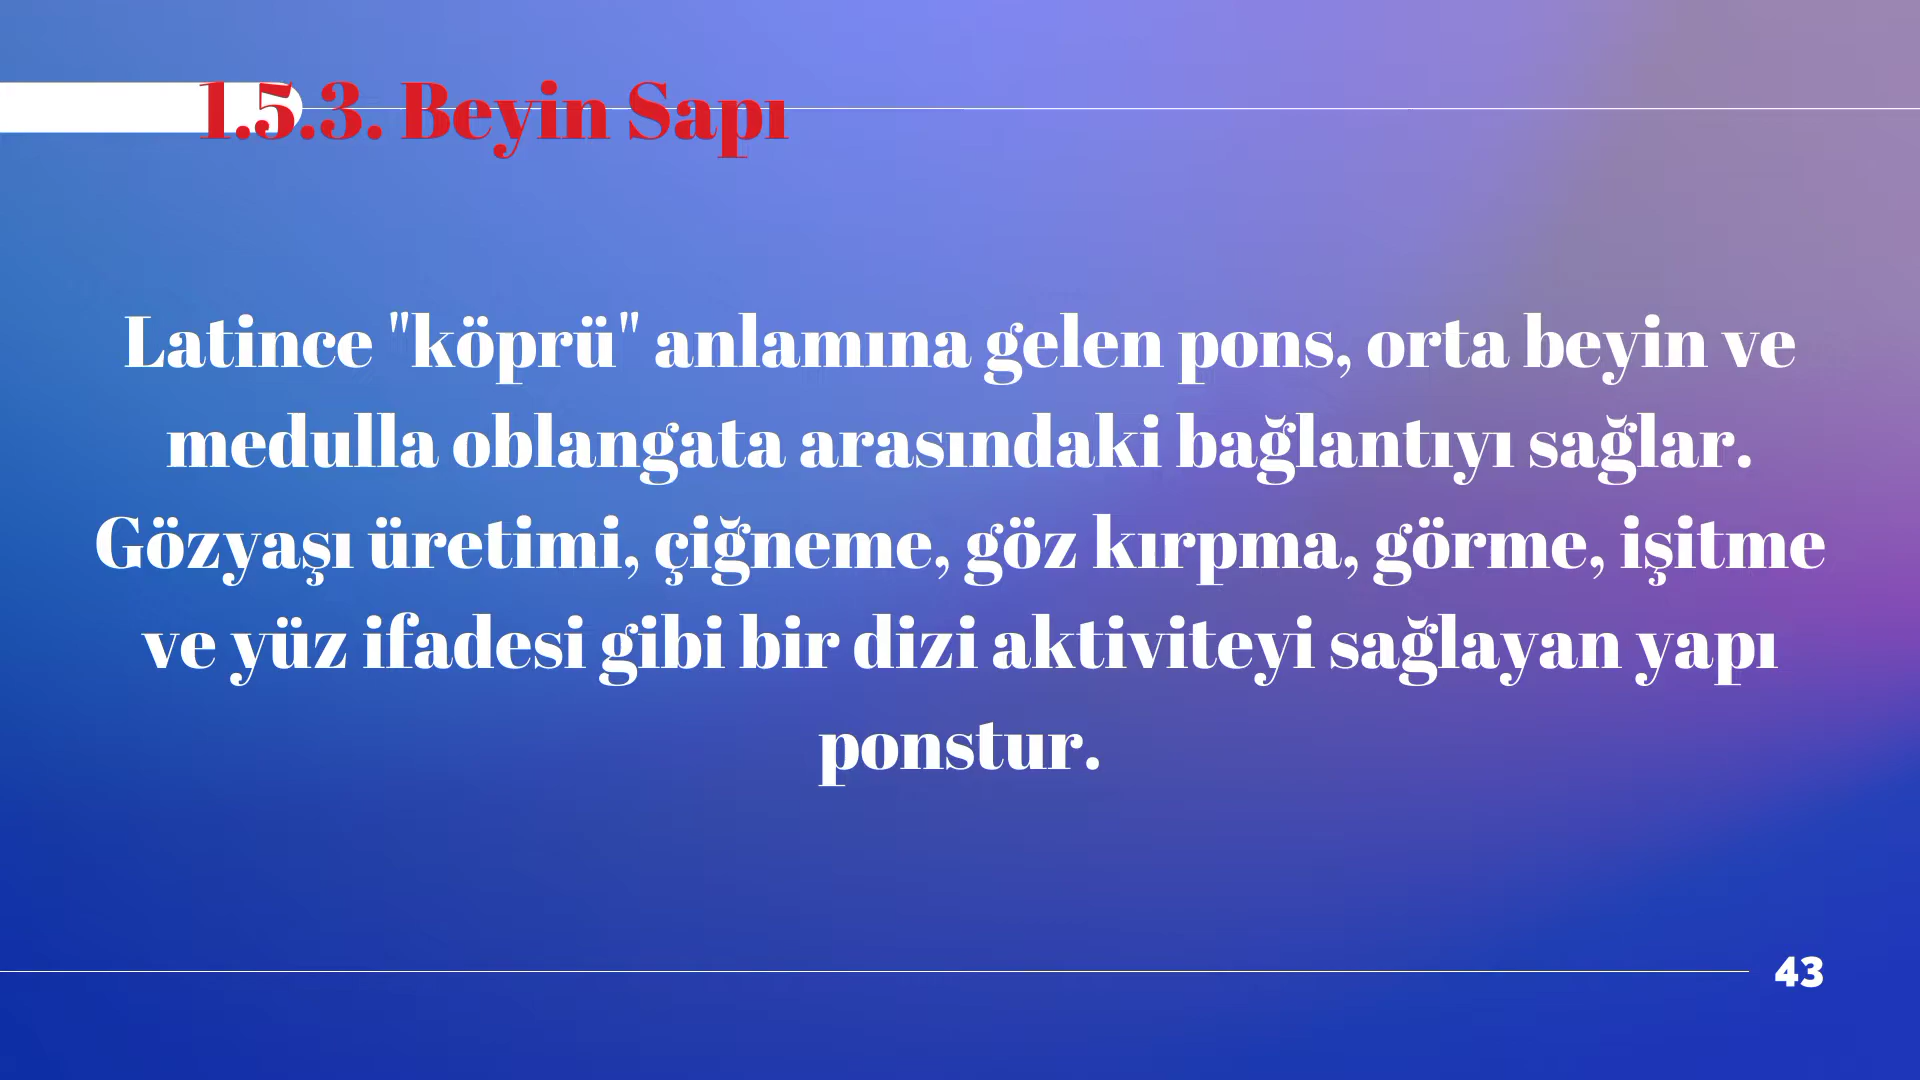 1.5.3. Beyin Sapı
Latince "köprü" anlamına gelen pons, orta beyin ve
medulla oblangata arasındaki bağlantıyı sağlar.
Gözyaşı üretimi, çiğneme, göz kırpma, görme, işitme
ve yüz ifadesi gibi bir dizi aktiviteyi sağlayan yapı
ponstur.
43